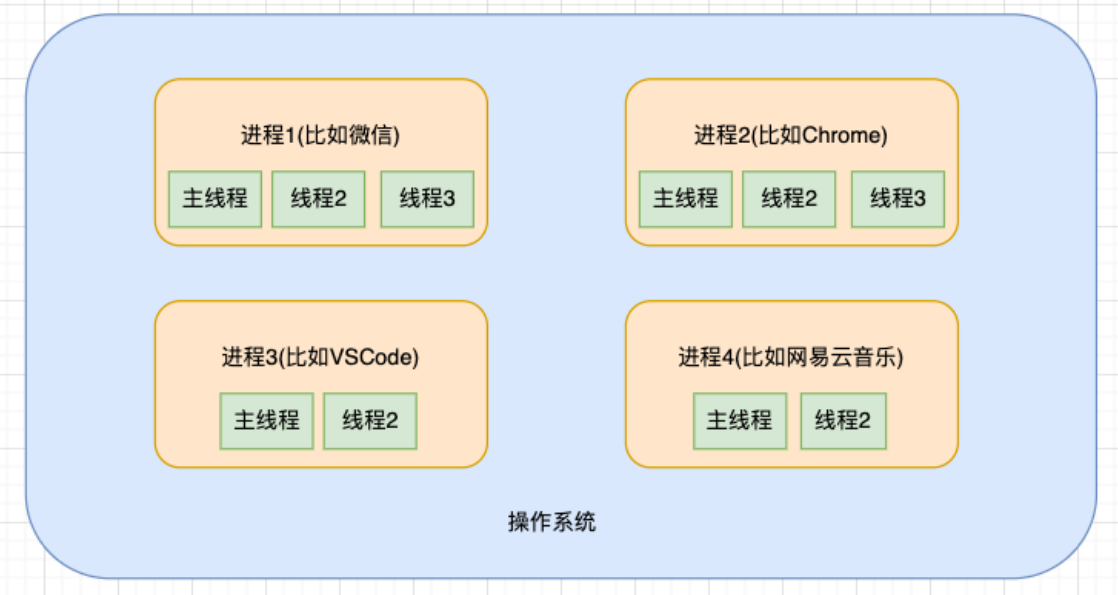 进程1(比如微信)
主线程 线程2 线程3
进程2(比如Chrome)
主线程 线程2 线程3
进程3(比如VSCode)
主线程 线程2
进程4(比如网易云音乐)
主线程 线程2
操作系统